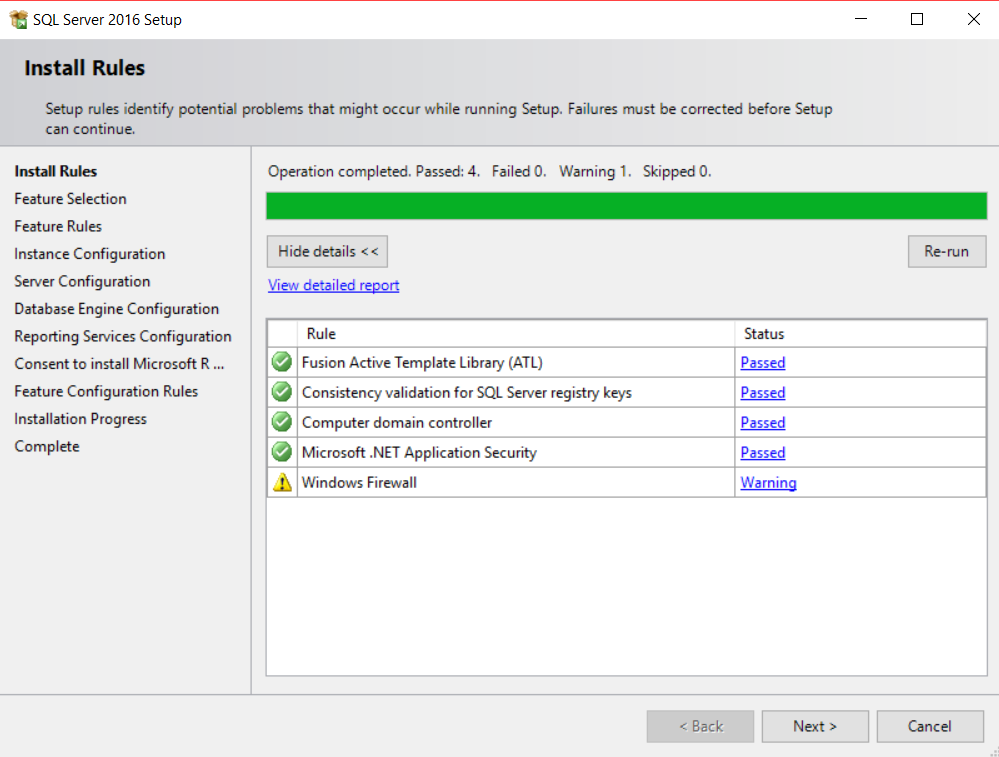 SQL Server 2016 Setup
Install Rules
Setup rules identify potential problems that might occur while running Setup. Failures must be corrected before Setup
can continue.
Install Rules
Feature Selection
Feature Rules
Instance Configuration
Server Configuration
Database Engine Configuration
Reporting Services Configuration
Consent to install Microsoft R ...
Feature Configuration Rules
Installation Progress
Complete
Operation completed. Passed: 4.   Failed 0.   Warning 1.   Skipped 0.
Hide details <<
Re-run
View detailed report
Rule Status
Fusion Active Template Library (ATL) Passed
Consistency validation for SQL Server registry keys Passed
Computer domain controller Passed
Microsoft .NET Application Security Passed
Windows Firewall Warning
< Back Next > Cancel